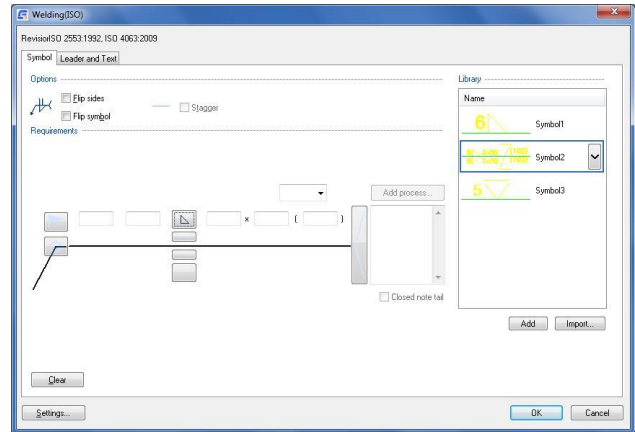 Welding(ISO)
RevisionISO 2553:1992, ISO 4063:2009
Symbol
Leader and Text
Options
Flip sides
Flip symbol
Stagger
Requirements
Add process...
x
(
)
Closed note tail
Clear
Library
Name
6
Symbol1
Symbol2
5
Symbol3
Add
Import...
Settings...
OK
Cancel